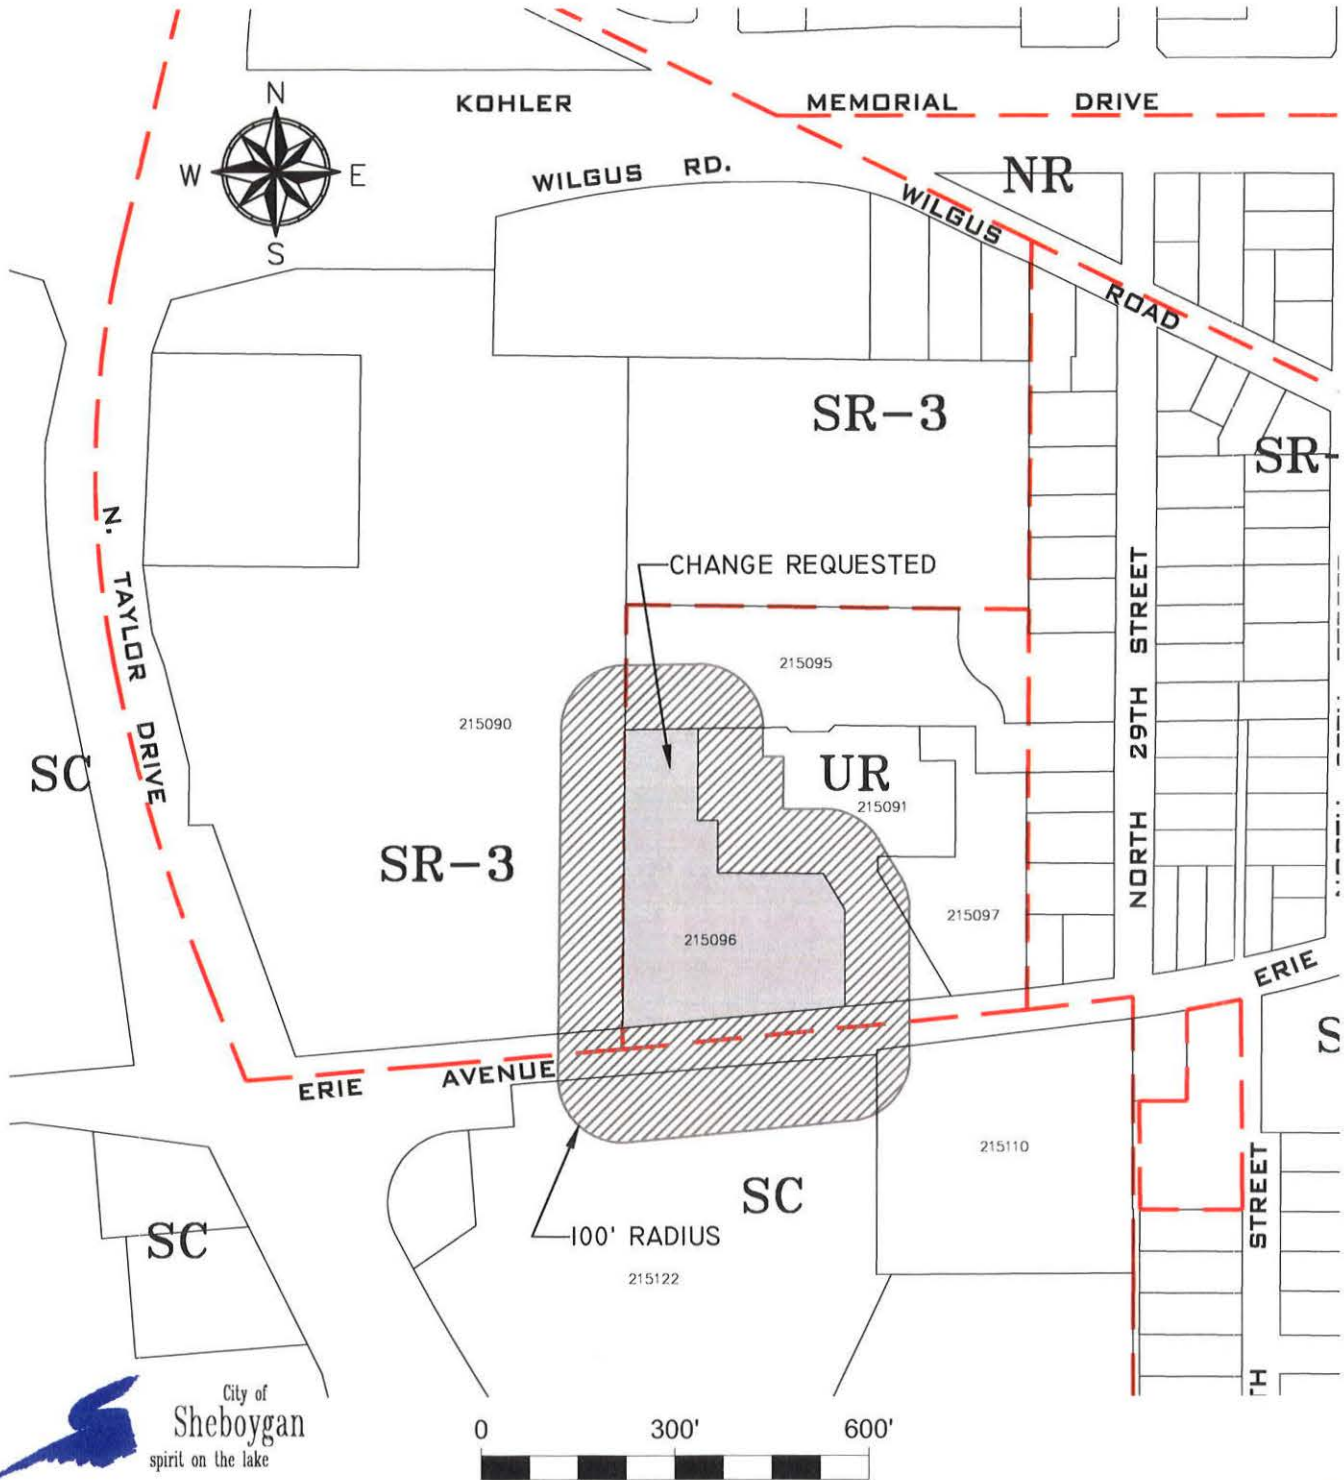 KOHLER MEMORIAL DRIVE
N
W E
S
WILGUS RD.
NR
WILGUS ROAD
SR-3
SR-
N. TAYLOR DRIVE
CHANGE REQUESTED
NORTH 29TH STREET
215095
215090
SC
UR
215091
SR-3
215097
215096
ERIE
S
ERIE AVENUE
215110
STREET
SC
SC
100' RADIUS
215122
TH
City of
Sheboygan
spirit on the lake
0 300' 600'